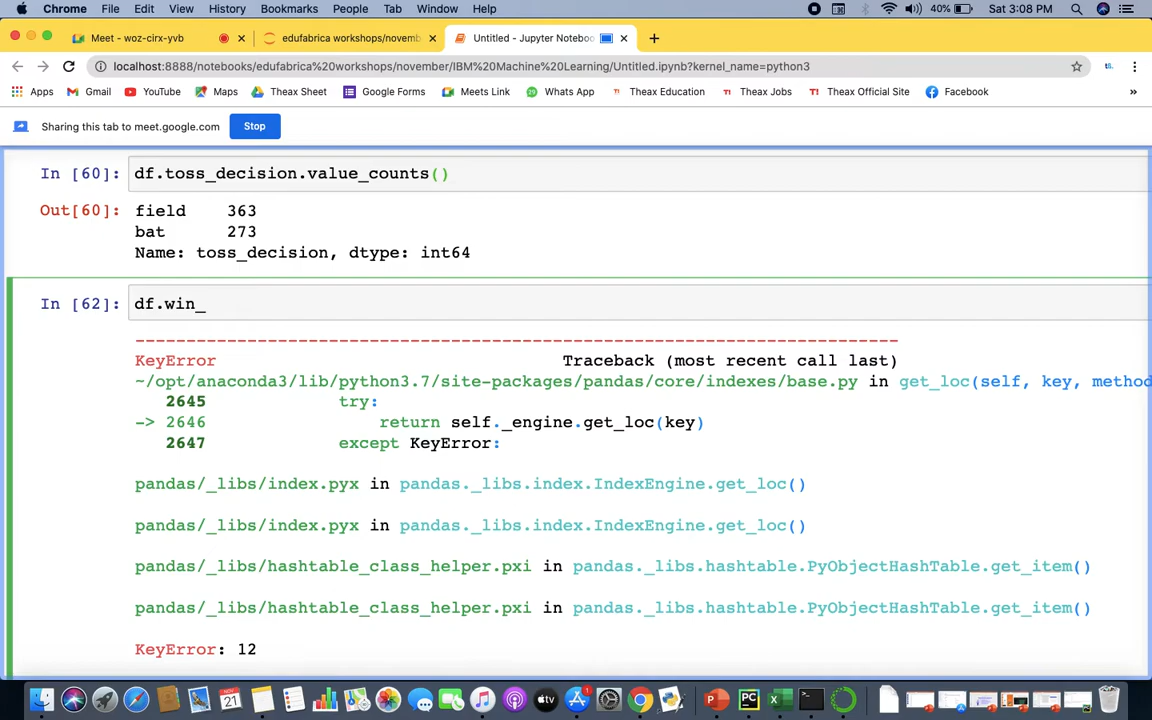 Chrome File Edit View History Bookmarks People Tab Window Help 40% Sat 3:08 PM
Meet - woz-cirx-yvb edufabrica workshops/novemb Untitled - Jupyter Noteboo
localhost:8888/notebooks/edufabrica%20workshops/november/IBM%20Machine%20Learning/Untitled.ipynb?kernel_name=python3
Apps Gmail YouTube Maps Theax Sheet Google Forms Meets Link Whats App Theax Education Theax Jobs Theax Official Site Facebook »
Sharing this tab to meet.google.com Stop
In [60]: df.toss_decision.value_counts()
Out[60]: field 363
bat 273
Name: toss_decision, dtype: int64
In [62]: df.win_
---------------------------------------------------------------------------
KeyError Traceback (most recent call last)
~/opt/anaconda3/lib/python3.7/site-packages/pandas/core/indexes/base.py in get_loc(self, key, method
2645 try:
-> 2646 return self._engine.get_loc(key)
2647 except KeyError:
pandas/_libs/index.pyx in pandas._libs.index.IndexEngine.get_loc()
pandas/_libs/index.pyx in pandas._libs.index.IndexEngine.get_loc()
pandas/_libs/hashtable_class_helper.pxi in pandas._libs.hashtable.PyObjectHashTable.get_item()
pandas/_libs/hashtable_class_helper.pxi in pandas._libs.hashtable.PyObjectHashTable.get_item()
KeyError: 12
NOV 21 PC